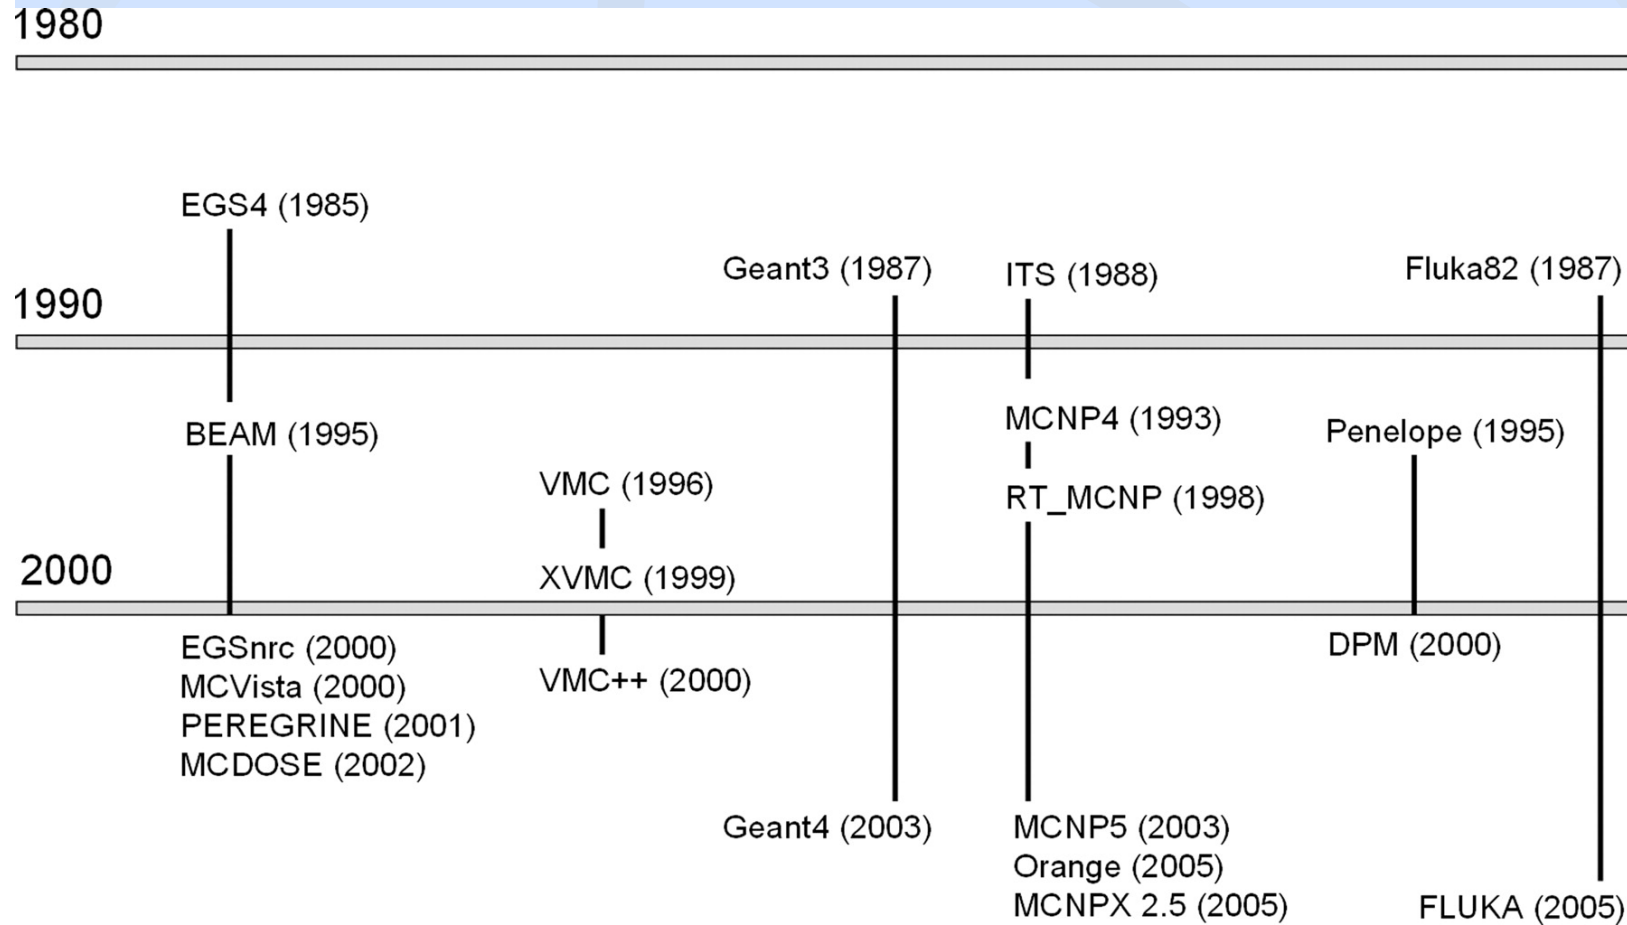 1980
EGS4 (1985)
Geant3 (1987)
ITS (1988)
Fluka82 (1987)
1990
MCNP4 (1993)
BEAM (1995)
Penelope (1995)
VMC (1996)
RT_MCNP (1998)
2000
XVMC (1999)
EGSnrc (2000)
MCVista (2000)
PEREGRINE (2001)
MCDOSE (2002)
VMC++ (2000)
DPM (2000)
Geant4 (2003)
MCNP5 (2003)
Orange (2005)
MCNPX 2.5 (2005)
FLUKA (2005)